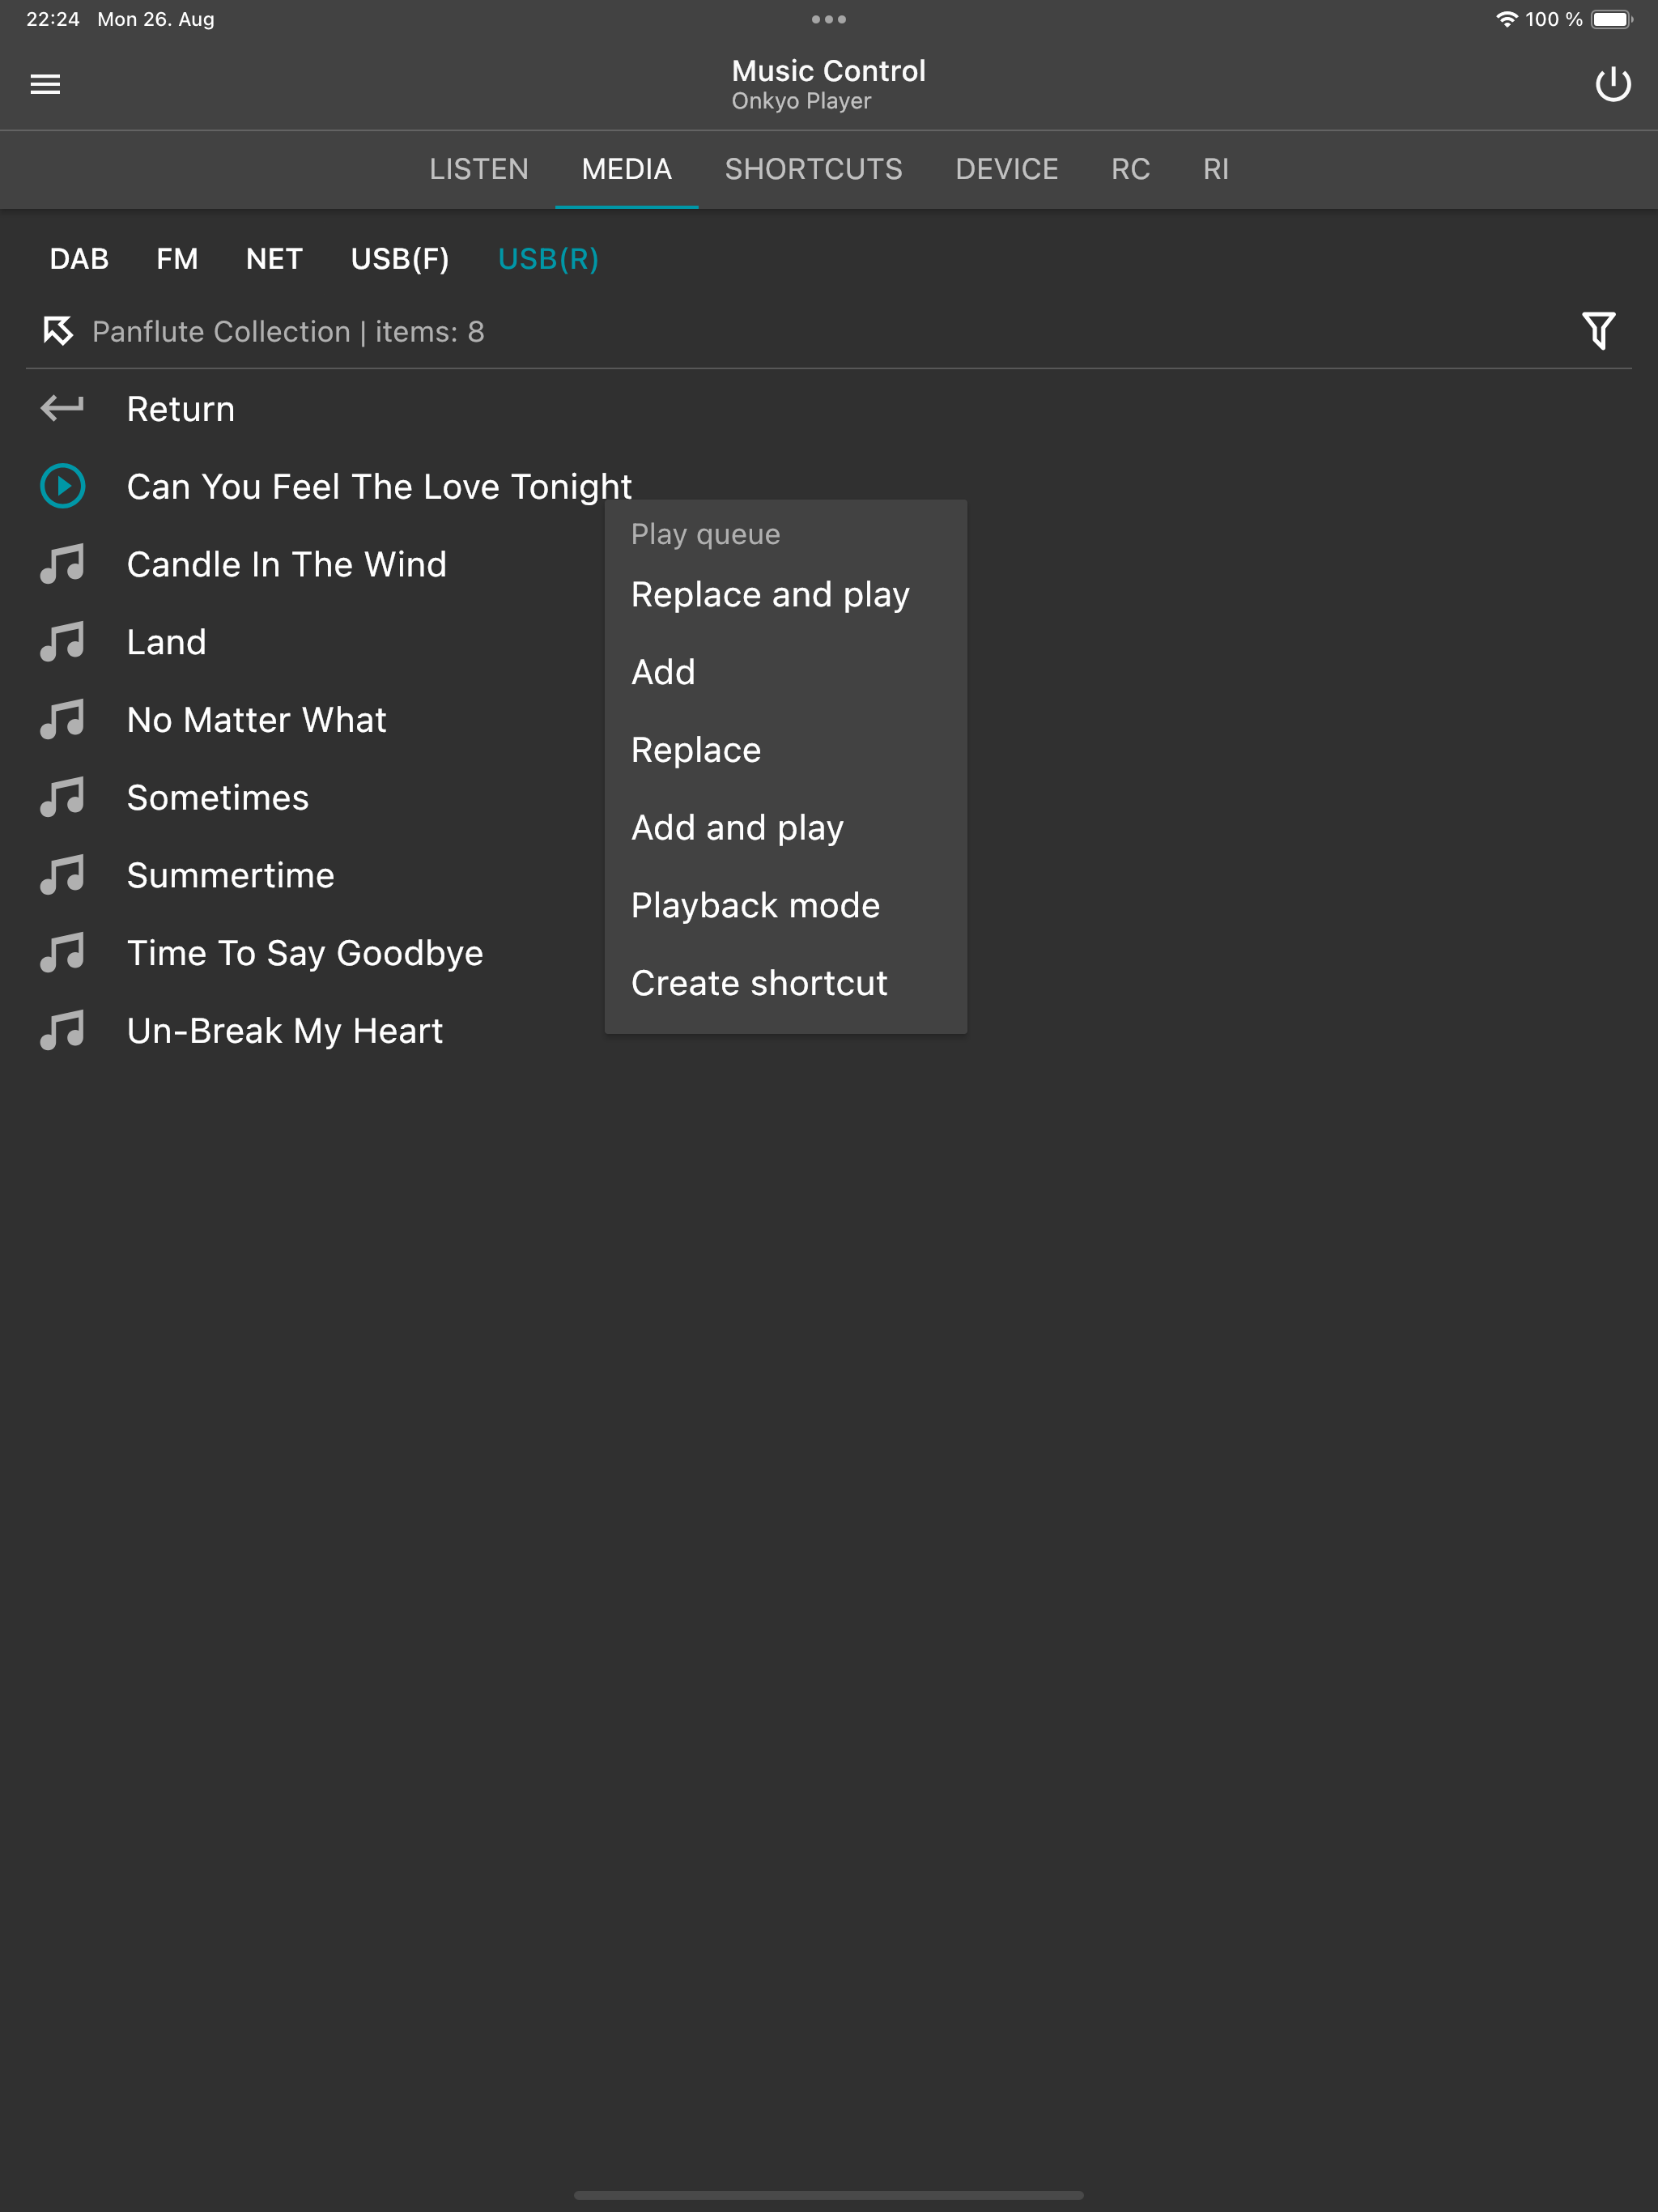 22:24 Mon 26. Aug
100 %
Music Control
Onkyo Player
LISTEN MEDIA SHORTCUTS DEVICE RC RI
DAB FM NET USB(F) USB(R)
Panflute Collection | items: 8
Return
Can You Feel The Love Tonight
Candle In The Wind
Land
No Matter What
Sometimes
Summertime
Time To Say Goodbye
Un-Break My Heart
Play queue
Replace and play
Add
Replace
Add and play
Playback mode
Create shortcut